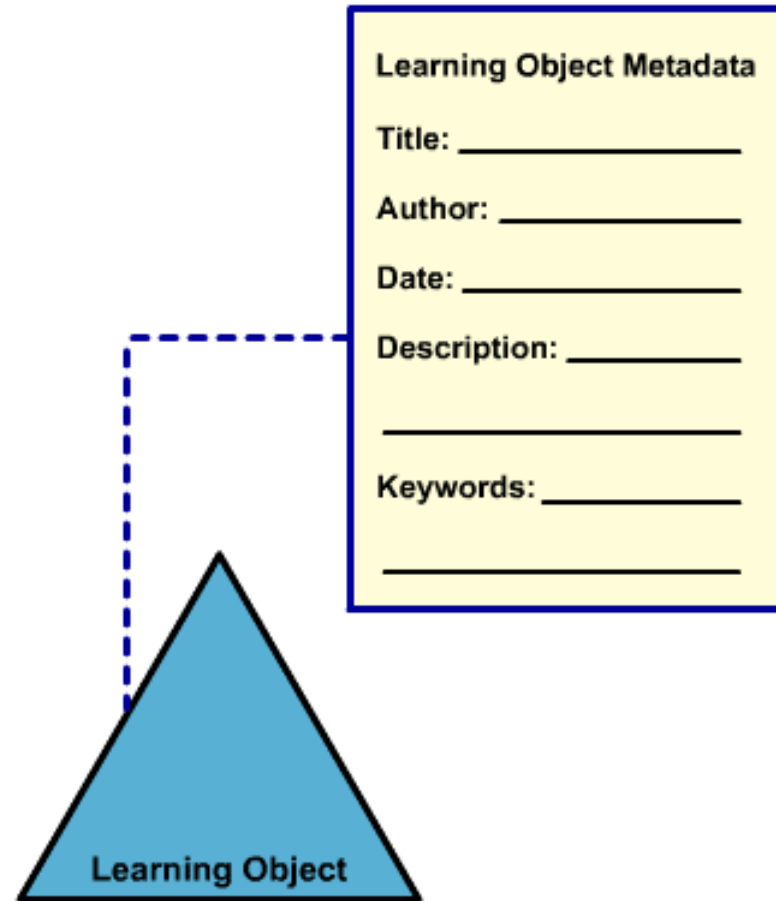 Learning Object Metadata
Title:
Author:
Date:
Description:
Keywords:
Learning Object